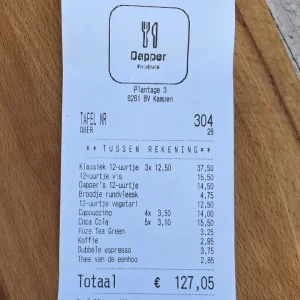 Dapper
Foodcafé
Plantage 3
8261 BV Kampen
TAFEL NR 304
OBER 28
** TUSSEN REKENING **
Klassiek 12-uurtje 3x 12,50 37,50
12-uurtje vis 15,50
Dapper's 12-uurtje 14,50
Broodje rundvlees 4,75
12-uurtje vegetari 12,50
Cappuccino 4x 3,50 14,00
Coca Cola 5x 3,10 15,50
Fuze Tea Green 3,25
Koffie 2,95
Dubbele espresso 3,75
Thee van de eenhoo 2,85
Totaal € 127,05